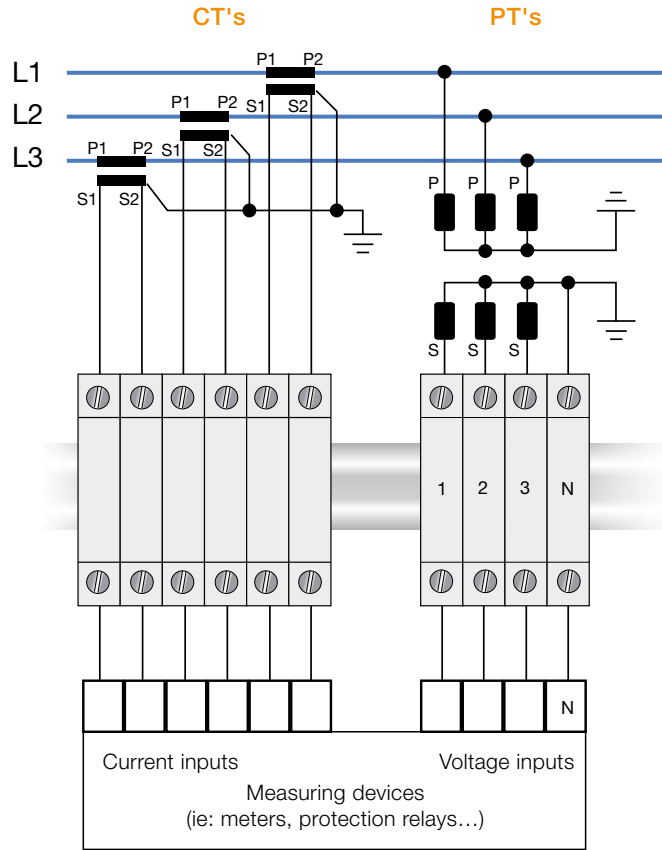 CT's PT's
P1 P2
L1
S1 S2
P1 P2
L2
P1 P2 S1 S2
L3
S1 S2
P P P
S S S
1 2 3 N
N
Current inputs Voltage inputs
Measuring devices
(ie: meters, protection relays…)